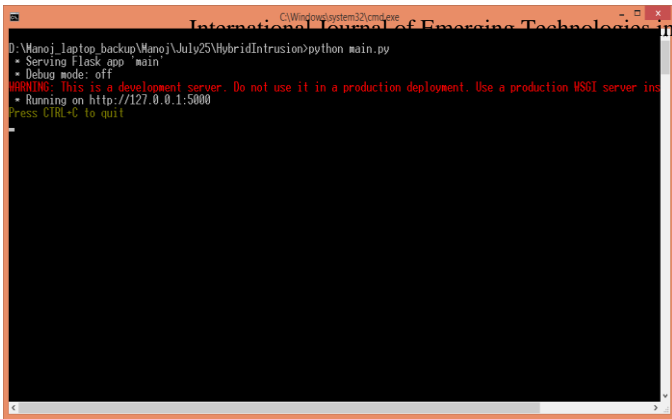 C:\Windows\system32\cmd.exe
International Journal of Emerging Technologies in
D:\Manoj_laptop_backup\Manoj\July25\HybridIntrusion>python main.py
* Serving Flask app 'main'
* Debug mode: off
WARNING: This is a development server. Do not use it in a production deployment. Use a production WSGI server ins
* Running on http://127.0.0.1:5000
Press CTRL+C to quit